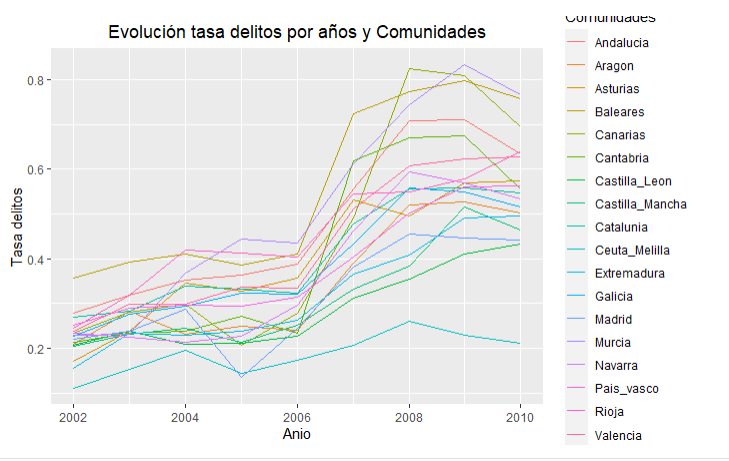 Evolución tasa delitos por años y Comunidades
Tasa delitos
0.8
0.6
0.4
0.2
2002
2004
2006
2008
2010
Anio
Comunidades
Andalucia
Aragon
Asturias
Baleares
Canarias
Cantabria
Castilla_Leon
Castilla_Mancha
Catalunia
Ceuta_Melilla
Extremadura
Galicia
Madrid
Murcia
Navarra
Pais_vasco
Rioja
Valencia